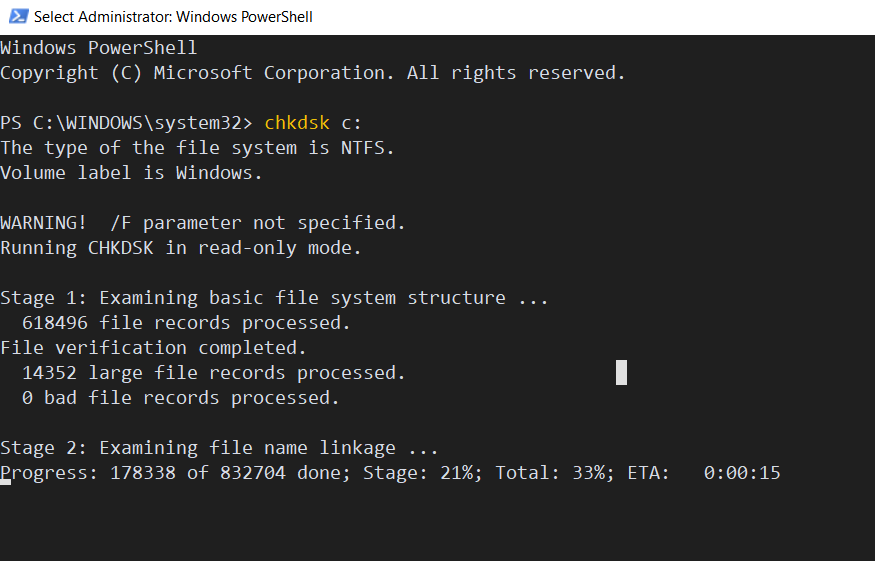 Select Administrator: Windows PowerShell
Windows PowerShell
Copyright (C) Microsoft Corporation. All rights reserved.
PS C:\WINDOWS\system32> chkdsk c:
The type of the file system is NTFS.
Volume label is Windows.
WARNING!  /F parameter not specified.
Running CHKDSK in read-only mode.
Stage 1: Examining basic file system structure ...
  618496 file records processed.
File verification completed.
  14352 large file records processed.
  0 bad file records processed.
Stage 2: Examining file name linkage ...
Progress: 178338 of 832704 done; Stage: 21%; Total: 33%; ETA:   0:00:15